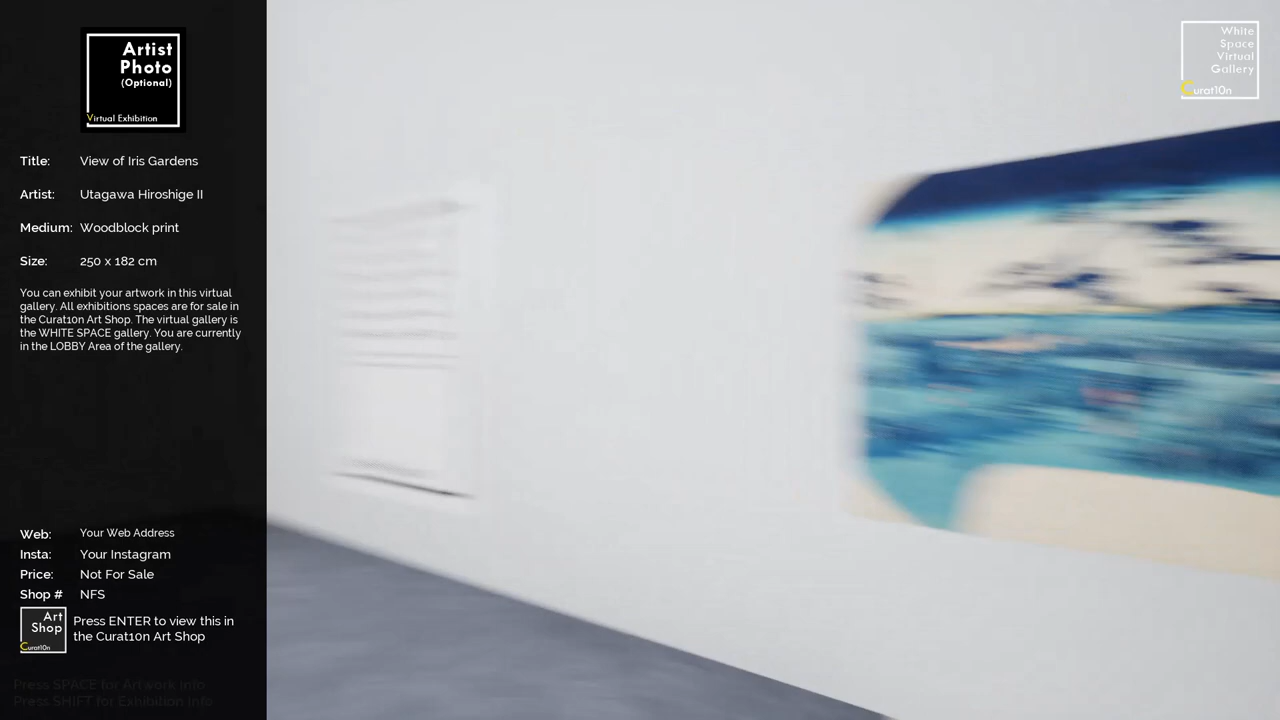 Artist
Photo
(Optional)
Virtual Exhibition
Title: View of Iris Gardens
Artist: Utagawa Hiroshige II
Medium: Woodblock print
Size: 250 x 182 cm
You can exhibit your artwork in this virtual
gallery. All exhibitions spaces are for sale in
the Curat10n Art Shop. The virtual gallery is
the WHITE SPACE gallery. You are currently
in the LOBBY Area of the gallery.
Web: Your Web Address
Insta: Your Instagram
Price: Not For Sale
Shop # NFS
Art
Shop
Curat10n
Press ENTER to view this in
the Curat10n Art Shop
Press SPACE for Artwork Info
Press SHIFT for Exhibition Info
White
Space
Virtual
Gallery
Curat10n